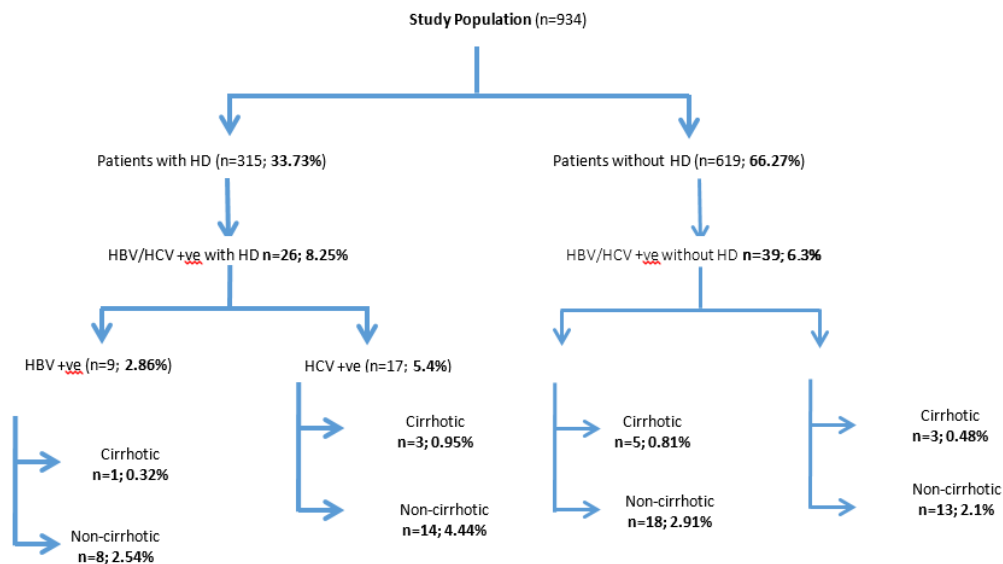 Study Population (n=934)
Patients with HD (n=315; 33.73%)
Patients without HD (n=619; 66.27%)
HBV/HCV +ve with HD n=26; 8.25%
HBV/HCV +ve without HD n=39; 6.3%
HBV +ve (n=9; 2.86%)
HCV +ve (n=17; 5.4%)
Cirrhotic
n=1; 0.32%
Non-cirrhotic
n=8; 2.54%
Cirrhotic
n=3; 0.95%
Non-cirrhotic
n=14; 4.44%
Cirrhotic
n=5; 0.81%
Non-cirrhotic
n=18; 2.91%
Cirrhotic
n=3; 0.48%
Non-cirrhotic
n=13; 2.1%